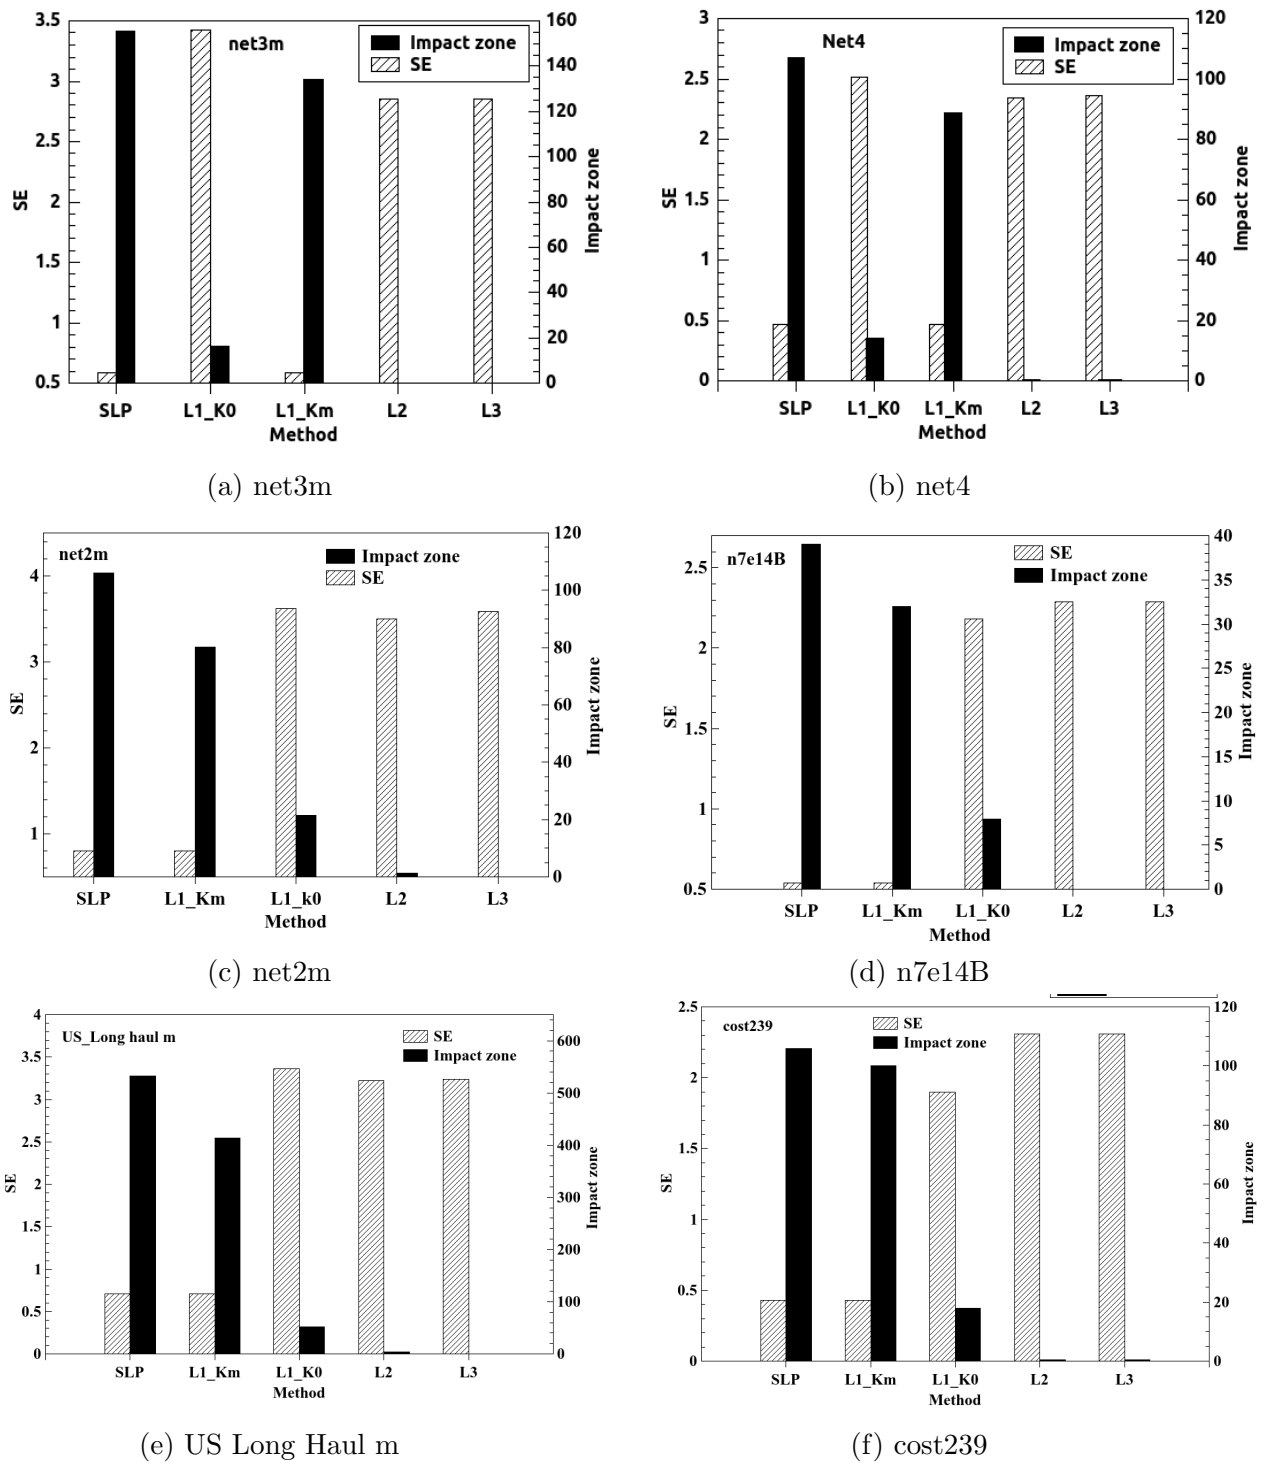 3.5
3
2.5
2
1.5
1
0.5
SE
net3m
Impact zone
SE
160
140
120
100
80
60
40
20
0
Impact zone
SLP L1_K0 L1_Km L2 L3
Method
(a) net3m
3
2.5
2
1.5
1
0.5
0
SE
Net4
Impact zone
SE
120
100
80
60
40
20
0
Impact zone
SLP L1_K0 L1_Km L2 L3
Method
(b) net4
4
3
2
1
SE
net2m
Impact zone
SE
120
100
80
60
40
20
0
Impact zone
SLP L1_Km L1_k0 L2 L3
Method
(c) net2m
2.5
2
1.5
1
0.5
SE
n7e14B
SE
Impact zone
40
35
30
25
20
15
10
5
0
Impact zone
SLP L1_Km L1_K0 L2 L3
Method
(d) n7e14B
4
3.5
3
2.5
2
1.5
1
0.5
0
SE
US_Long haul m
SE
Impact zone
600
500
400
300
200
100
0
Impact zone
SLP L1_Km L1_K0 L2 L3
Method
(e) US Long Haul m
2.5
2
1.5
1
0.5
0
SE
cost239
SE
Impact zone
120
100
80
60
40
20
0
Impact zone
SLP L1_Km L1_K0 L2 L3
Method
(f) cost239